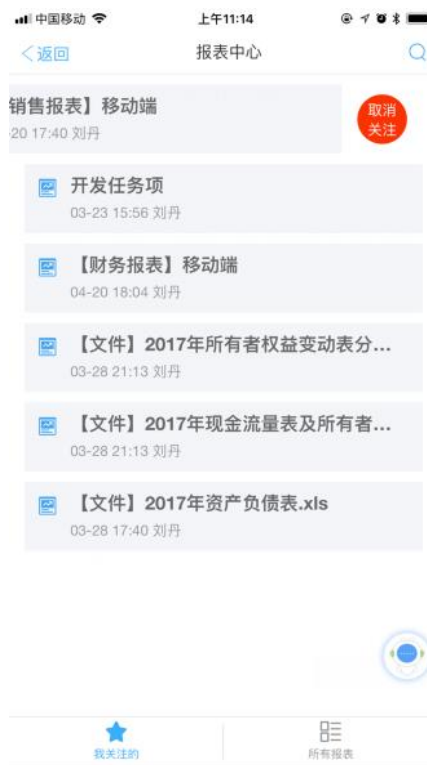 中国移动 上午11:14
返回 报表中心
销售报表】移动端
20 17:40 刘丹
取消
关注
开发任务项
03-23 15:56 刘丹
【财务报表】移动端
04-20 18:04 刘丹
【文件】2017年所有者权益变动表分...
03-28 21:13 刘丹
【文件】2017年现金流量表及所有者...
03-28 21:13 刘丹
【文件】2017年资产负债表.xls
03-28 17:40 刘丹
我关注的 所有报表